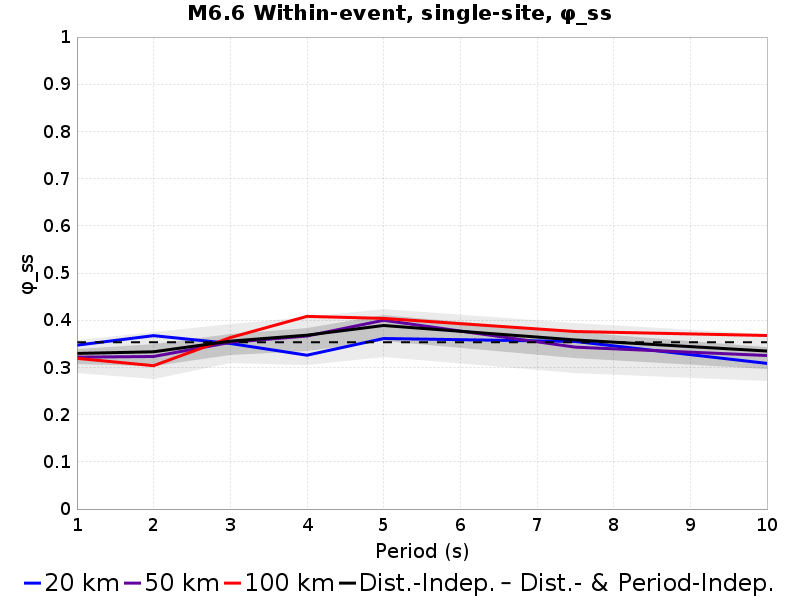 M6.6 Within-event, single-site, φ_ss
1
0.9
0.8
0.7
0.6
0.5
0.4
0.3
0.2
0.1
0
φ_ss
1 2 3 4 5 6 7 8 9 10
Period (s)
20 km 50 km 100 km Dist.-Indep. Dist.- & Period-Indep.